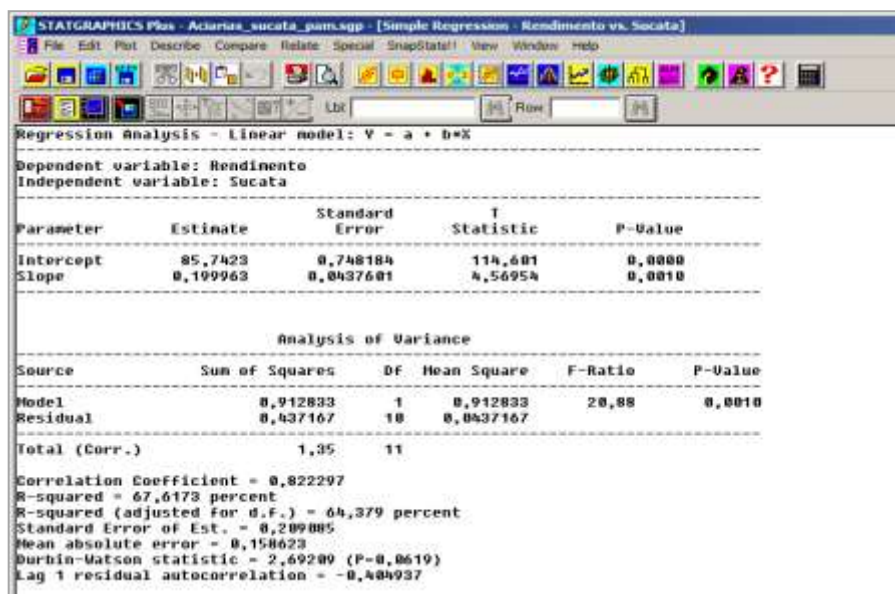 STATGRAPHICS Plus - Aciarias_sucata_pam.sgp - [Simple Regression - Rendimento vs. Sucata]
File Edit Plot Describe Compare Relate Special SnapStats!! View Window Help
Lbl Row
Regression Analysis - Linear model: Y = a + b*X
Dependent variable: Rendimento
Independent variable: Sucata
Standard T
Parameter Estimate Error Statistic P-Value
Intercept 85,7423 0,748184 114,601 0,0000
Slope 0,199963 0,0437601 4,56954 0,0010
Analysis of Variance
Source Sum of Squares Df Mean Square F-Ratio P-Value
Model 0,912833 1 0,912833 20,88 0,0010
Residual 0,437167 10 0,0437167
Total (Corr.) 1,35 11
Correlation Coefficient = 0,822297
R-squared = 67,6173 percent
R-squared (adjusted for d.f.) = 64,379 percent
Standard Error of Est. = 0,209085
Mean absolute error = 0,158623
Durbin-Watson statistic = 2,69209 (P=0,0619)
Lag 1 residual autocorrelation = -0,404937